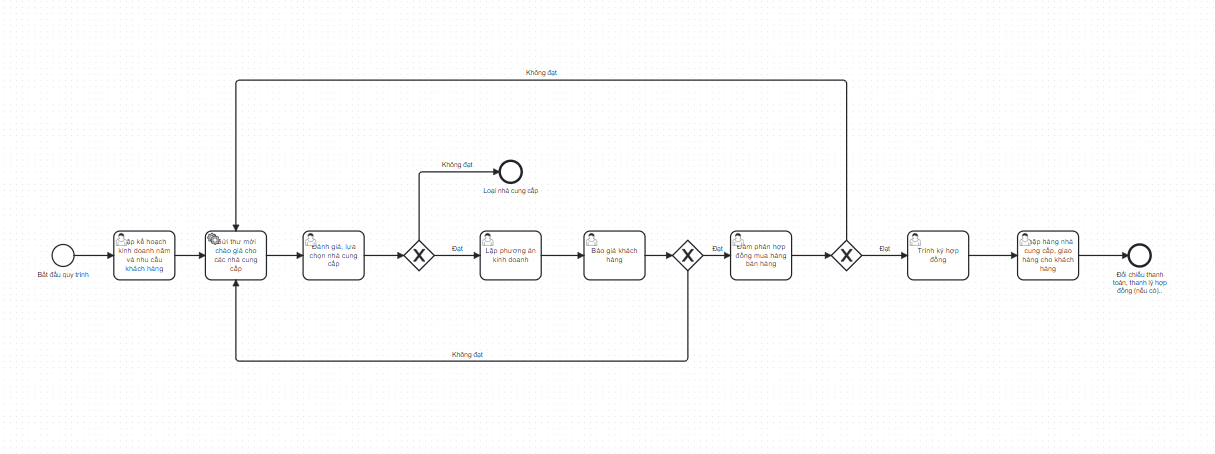 Không đạt
Không đạt
Loại nhà cung cấp
Bắt đầu quy trình
kế hoạch
kinh doanh năm
và nhu cầu
khách hàng
thư mời
chào giá cho
các nhà cung
cấp
Đánh giá, lựa
chọn nhà cung
cấp
Đạt
Lập phương án
kinh doanh
Báo giá khách
hàng
Đạt
Đàm phán hợp
đồng mua hàng
bán hàng
Đạt
Trình ký hợp
đồng
hàng nhà
cung cấp, giao
hàng cho khách
hàng
Đối chiếu thanh
toán, thanh lý hợp
đồng (nếu có)..
Không đạt